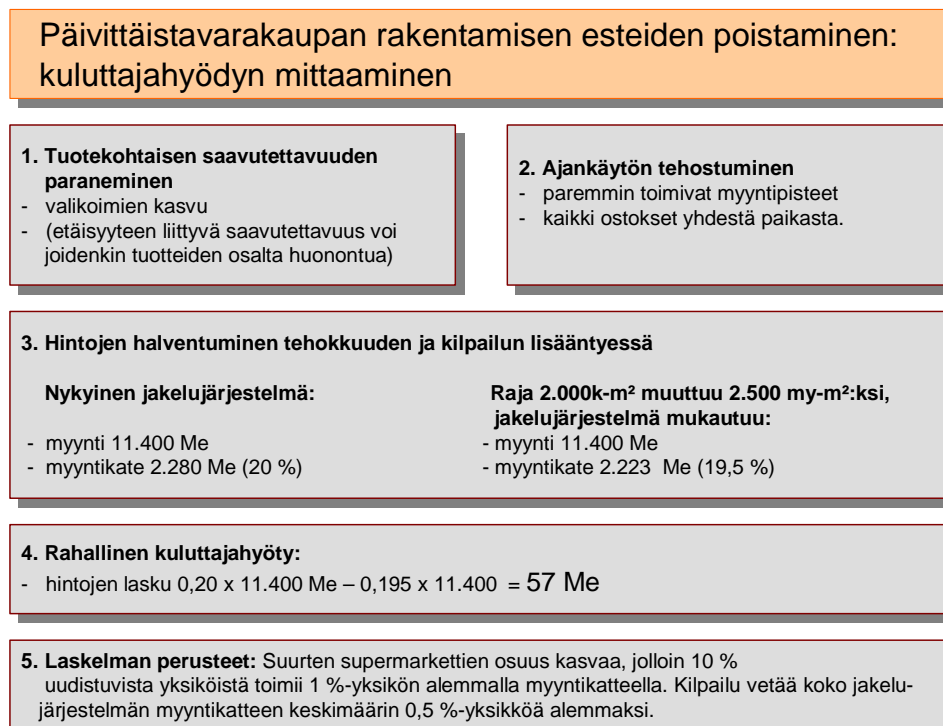 Päivittäistavarakaupan rakentamisen esteiden poistaminen:
kuluttajahyödyn mittaaminen
1. Tuotekohtaisen saavutettavuuden
paraneminen
- valikoimien kasvu
- (etäisyyteen liittyvä saavutettavuus voi
joidenkin tuotteiden osalta huonontua)
2. Ajankäytön tehostuminen
- paremmin toimivat myyntipisteet
- kaikki ostokset yhdestä paikasta.
3. Hintojen halventuminen tehokkuuden ja kilpailun lisääntyessä
Nykyinen jakelujärjestelmä:
- myynti 11.400 Me
- myyntikate 2.280 Me (20 %)
Raja 2.000k-m² muuttuu 2.500 my-m²:ksi,
jakelujärjestelmä mukautuu:
- myynti 11.400 Me
- myyntikate 2.223 Me (19,5 %)
4. Rahallinen kuluttajahyöty:
- hintojen lasku 0,20 x 11.400 Me – 0,195 x 11.400 = 57 Me
5. Laskelman perusteet: Suurten supermarkettien osuus kasvaa, jolloin 10 %
uudistuvista yksiköistä toimii 1 %-yksikön alemmalla myyntikatteella. Kilpailu vetää koko jakelu-
järjestelmän myyntikatteen keskimäärin 0,5 %-yksikköä alemmaksi.